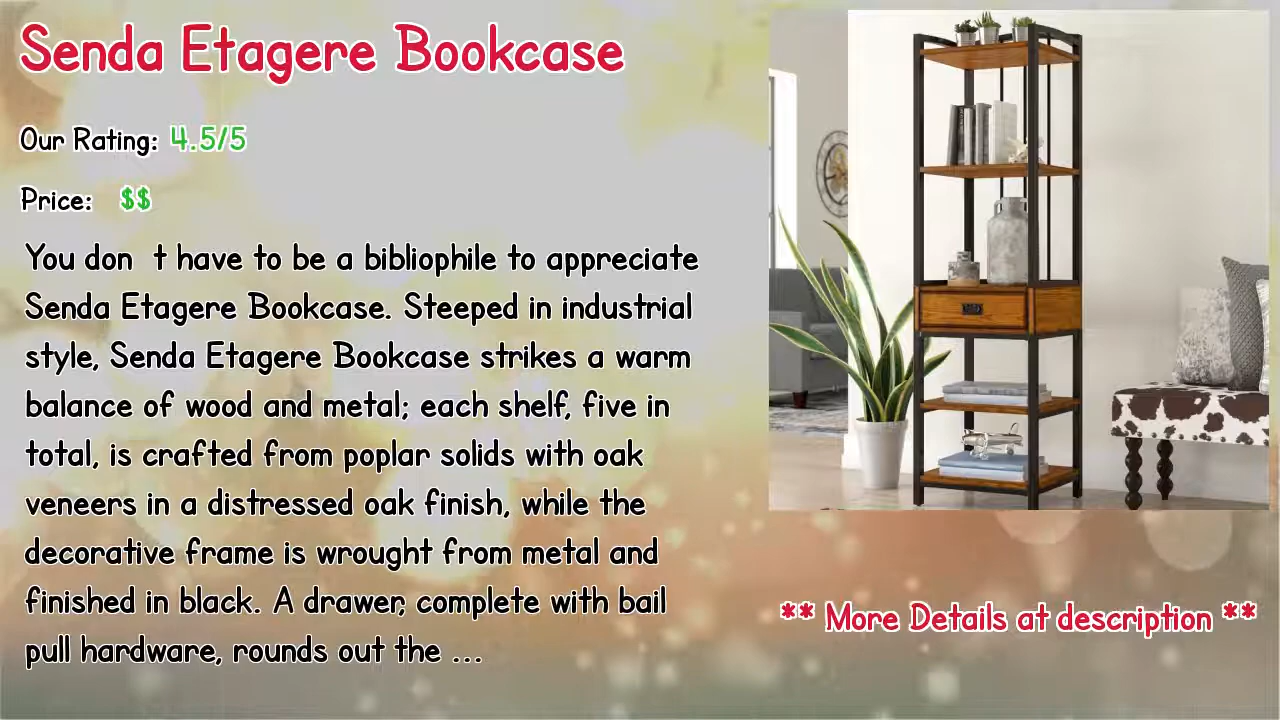 Senda Etagere Bookcase
Our Rating: 4.5/5
Price: $$
You don  t have to be a bibliophile to appreciate
Senda Etagere Bookcase. Steeped in industrial
style, Senda Etagere Bookcase strikes a warm
balance of wood and metal; each shelf, five in
total, is crafted from poplar solids with oak
veneers in a distressed oak finish, while the
decorative frame is wrought from metal and
finished in black. A drawer, complete with bail
pull hardware, rounds out the ...
** More Details at description **